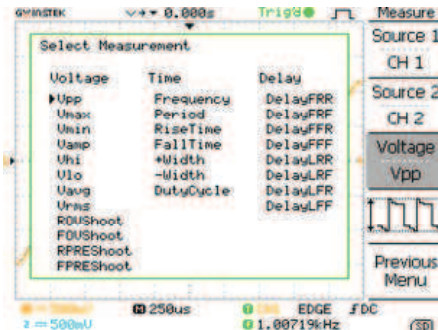 GWINSTEK 0.000s Trig'd Measure
Select Measurement
Source 1
CH 1
Source 2
CH 2
Voltage
Vpp
Previous
Menu
Voltage Time Delay
Vpp Frequency DelayFRR
Vmax Period DelayFRF
Vmin RiseTime DelayFFR
Vamp FallTime DelayFFF
Vhi +Width DelayLRR
Vlo -Width DelayLRF
Vavg DutyCycle DelayLFR
Vrms DelayLFF
ROVShoot
FOVShoot
RPREShoot
FPREShoot
M 250us EDGE DC
2 500mV 1.00719kHz